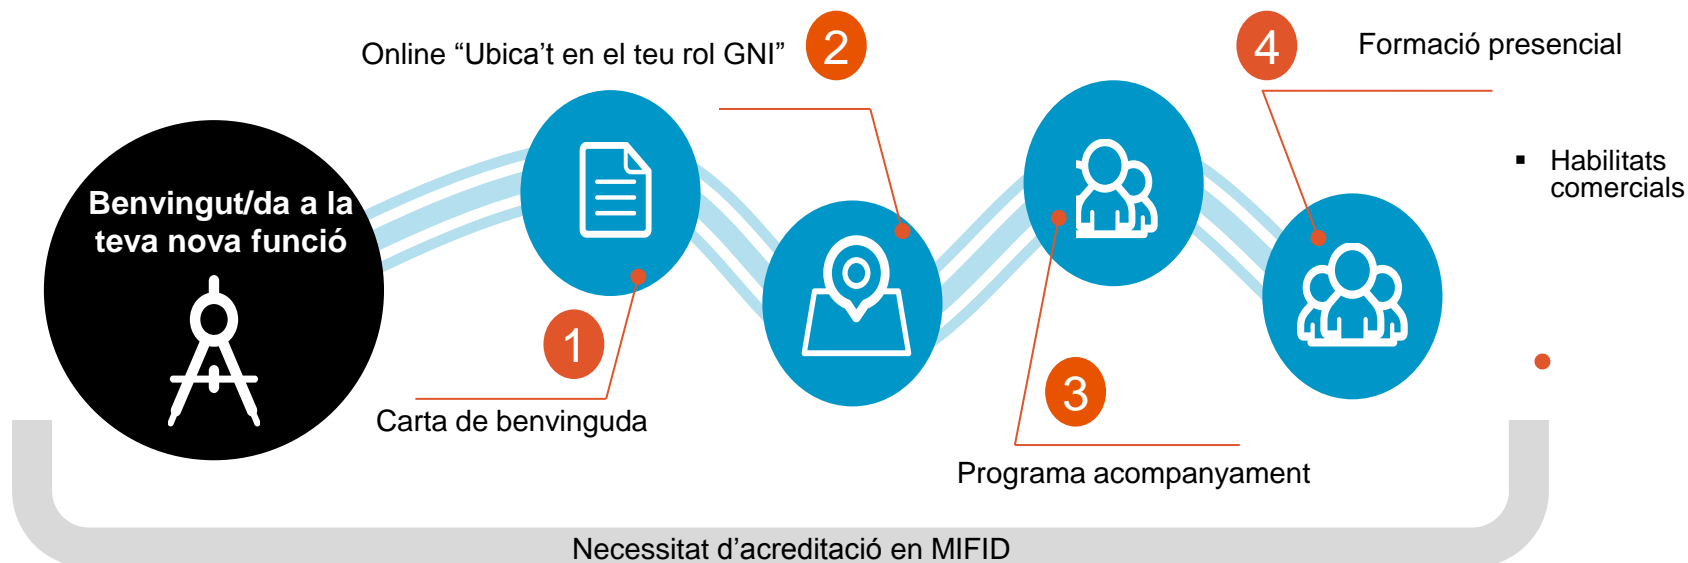 Benvingut/da a la
teva nova funció
1
Carta de benvinguda
Online “Ubica’t en el teu rol GNI”
2
3
Programa acompanyament
4
Formació presencial
▪ Habilitats
comercials
Necessitat d’acreditació en MIFID